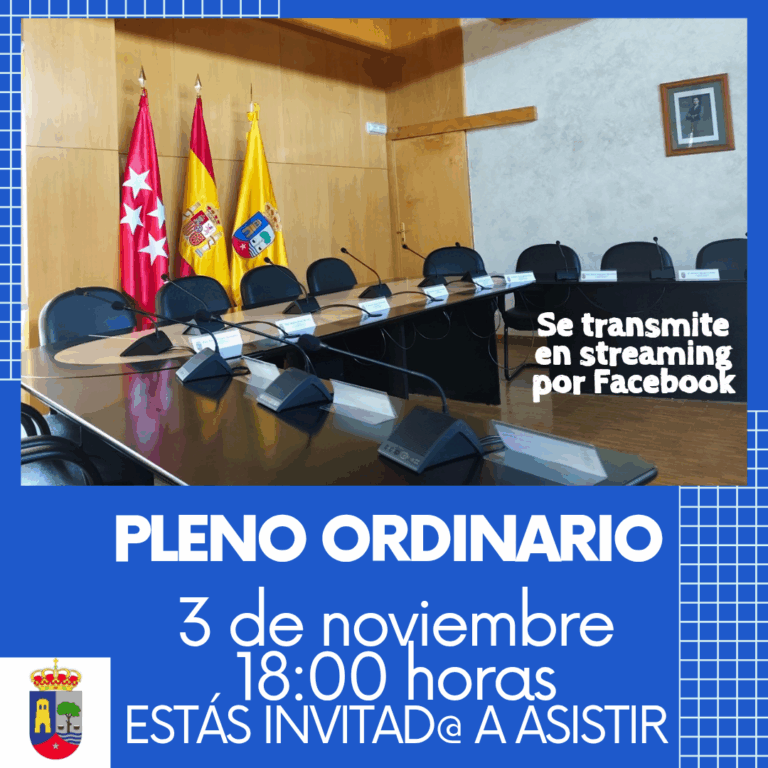 Se transmite
en streaming
por Facebook
PLENO ORDINARIO
3 de noviembre
18:00 horas
ESTÁS INVITAD@ A ASISTIR